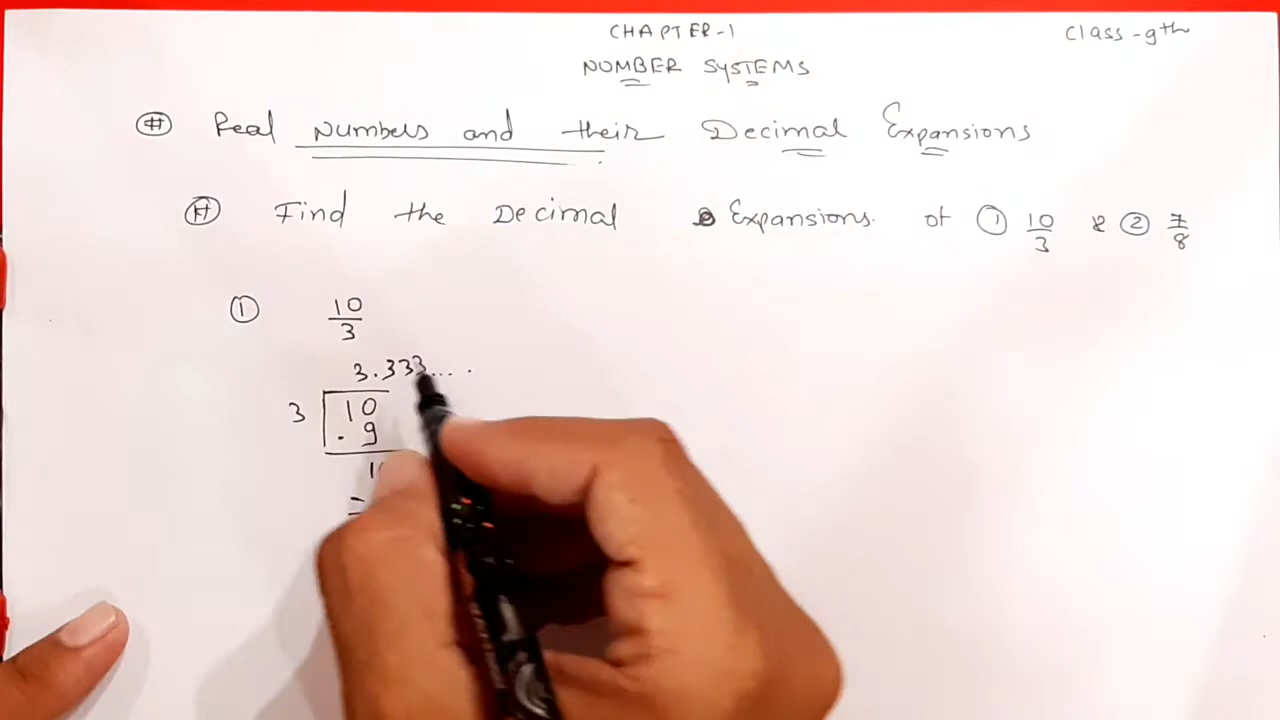 CHAPTER-1
Class-9th
NUMBER SYSTEMS
# Real Numbers and their Decimal Expansions
# Find the Decimal Expansions of ① 10/3 & ② 7/8
① 10/3
3.333.... .
3 10
. 9